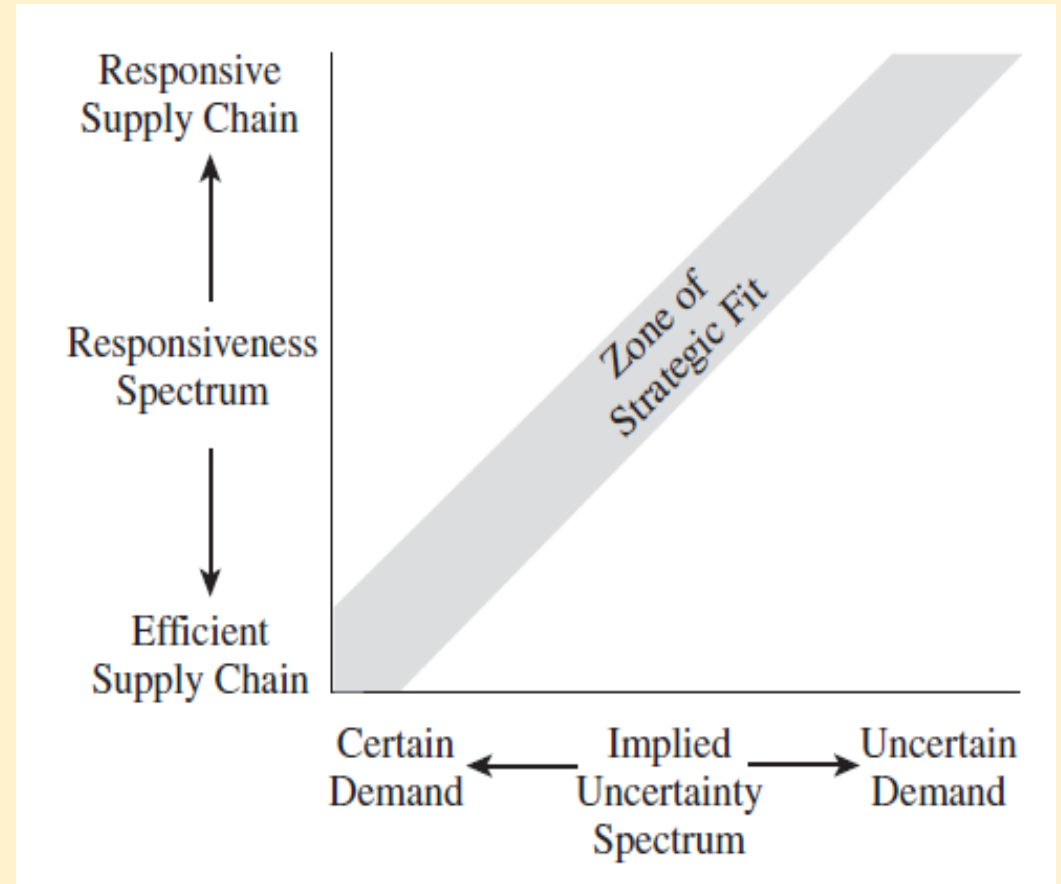 Responsive
Supply Chain
Responsiveness
Spectrum
Efficient
Supply Chain
Zone of
Strategic Fit
Certain
Demand
Implied
Uncertainty
Spectrum
Uncertain
Demand